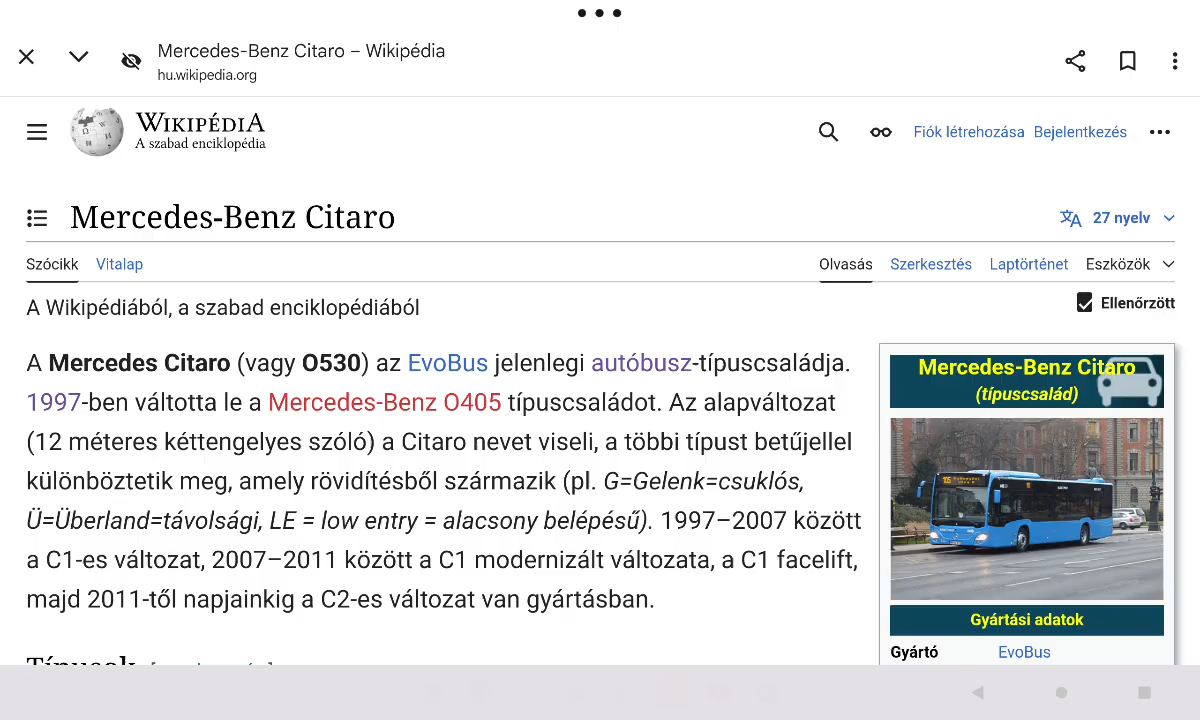 Mercedes-Benz Citaro – Wikipédia
hu.wikipedia.org
WIKIPÉDIA
A szabad enciklopédia
Fiók létrehozása Bejelentkezés
Mercedes-Benz Citaro
27 nyelv
Szócikk Vitalap
Olvasás Szerkesztés Laptörténet Eszközök
A Wikipédiából, a szabad enciklopédiából
Ellenőrzött
A Mercedes Citaro (vagy O530) az EvoBus jelenlegi autóbusz-típuscsaládja.
1997-ben váltotta le a Mercedes-Benz O405 típuscsaládot. Az alapváltozat
(12 méteres kéttengelyes szóló) a Citaro nevet viseli, a többi típust betűjellel
különböztetik meg, amely rövidítésből származik (pl. G=Gelenk=csuklós,
Ü=Überland=távolsági, LE = low entry = alacsony belépésű). 1997–2007 között
a C1-es változat, 2007–2011 között a C1 modernizált változata, a C1 facelift,
majd 2011-től napjainkig a C2-es változat van gyártásban.
Mercedes-Benz Citaro
(típuscsalád)
105
Gyártási adatok
Gyártó EvoBus
Típusok